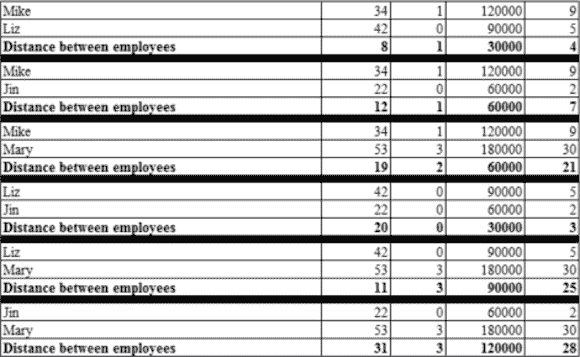 Mike 34 1 120000 9
Liz 42 0 90000 5
Distance between employees 8 1 30000 4
Mike 34 1 120000 9
Jin 22 0 60000 2
Distance between employees 12 1 60000 7
Mike 34 1 120000 9
Mary 53 3 180000 30
Distance between employees 19 2 60000 21
Liz 42 0 90000 5
Jin 22 0 60000 2
Distance between employees 20 0 30000 3
Liz 42 0 90000 5
Mary 53 3 180000 30
Distance between employees 11 3 90000 25
Jin 22 0 60000 2
Mary 53 3 180000 30
Distance between employees 31 3 120000 28